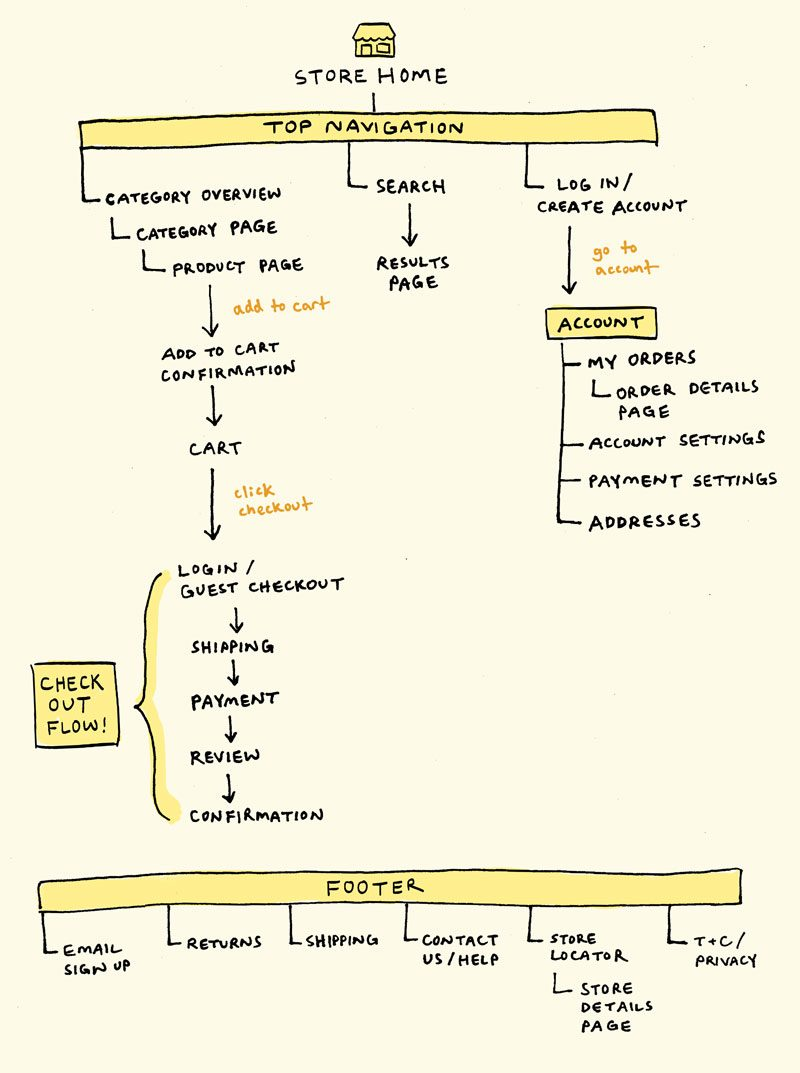 STORE HOME
TOP NAVIGATION
CATEGORY OVERVIEW
CATEGORY PAGE
PRODUCT PAGE
add to cart
ADD TO CART
CONFIRMATION
CART
click
checkout
SEARCH
RESULTS
PAGE
LOG IN/
CREATE ACCOUNT
go to
account
ACCOUNT
MY ORDERS
ORDER DETAILS
PAGE
ACCOUNT SETTINGS
PAYMENT SETTINGS
ADDRESSES
CHECK
OUT
FLOW!
LOGIN /
GUEST CHECKOUT
SHIPPING
PAYMENT
REVIEW
CONFIRMATION
FOOTER
EMAIL
SIGN UP
RETURNS
SHIPPING
CONTACT
US/HELP
STORE
LOCATOR
STORE
DETAILS
PAGE
T+C/
PRIVACY